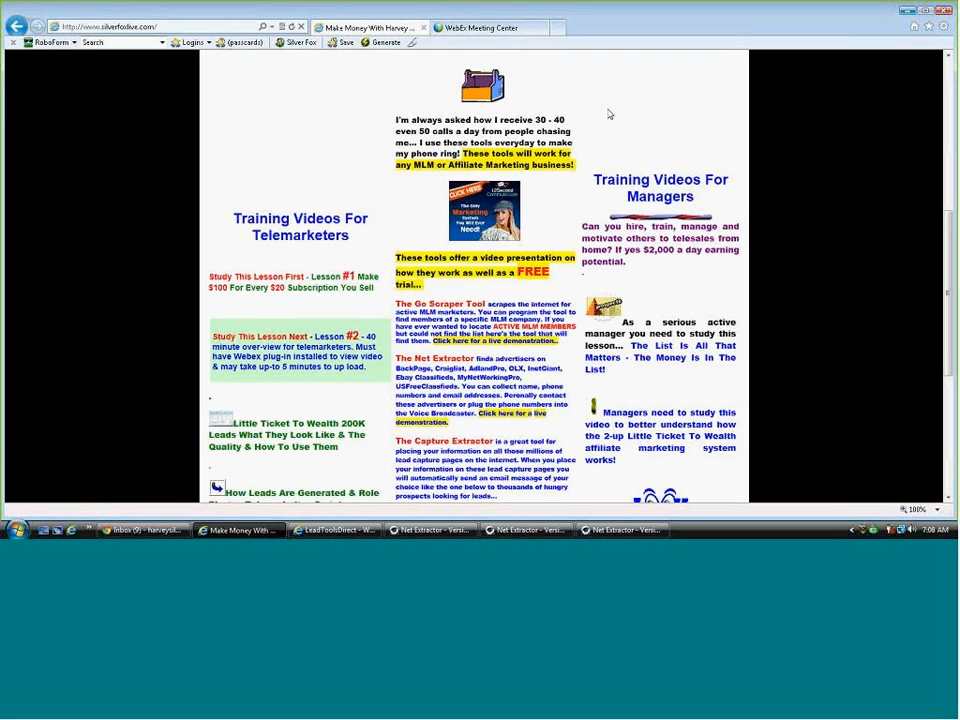 http://www.silverfoxlive.com/
Make Money With Harvey ...
WebEx Meeting Center
RoboForm
Search
Logins
(passcards)
Silver Fox
Save
Generate
I'm always asked how I receive 30 - 40
even 50 calls a day from people chasing
me... I use these tools everyday to make
my phone ring! These tools will work for
any MLM or Affiliate Marketing business!
CLICK HERE
The Only
Marketing
System
You Will Ever
Need!
These tools offer a video presentation on
how they work as well as a FREE
trial...
The Go Scraper Tool scrapes the internet for
active MLM marketers. You can program the tool to
find members of a specific MLM company. If you
have ever wanted to locate ACTIVE MLM MEMBERS
but could not find the list here's the tool that will
find them. Click here for a live demonstration..
The Net Extractor finds advertisers on
BackPage, Craiglist, AdlandPro, OLX, InetGiant,
Ebay Classifieds, MyNetWorkingPro,
USFreeClassfieds. You can collect name, phone
numbers and email addresses. Peronally contact
these advertisers or plug the phone numbers into
the Voice Broadcaster. Click here for a live
demonstration.
The Capture Extractor is a great tool for
placing your information on all those millions of
lead capture pages on the internet. When you place
your information on these lead capture pages you
will automatically send an email message of your
choice like the one below to thousands of hungry
prospects looking for leads...
Training Videos For
Telemarketers
Study This Lesson First - Lesson #1 Make
$100 For Every $20 Subscription You Sell
Study This Lesson Next - Lesson #2 - 40
minute over-view for telemarketers. Must
have Webex plug-in installed to view video
& may take up-to 5 minutes to up load.
Little Ticket To Wealth 200K
Leads What They Look Like & The
Quality & How To Use Them
How Leads Are Generated & Role
Training Videos For
Managers
Can you hire, train, manage and
motivate others to telesales from
home? If yes $2,000 a day earning
potential.
As a serious active
manager you need to study this
lesson... The List Is All That
Matters - The Money Is In The
List!
Managers need to study this
video to better understand how
the 2-up Little Ticket To Wealth
affiliate marketing system
works!
100%
Inbox (9) - harveysil...
Make Money With ...
LeadToolsDirect - W...
Net Extractor - Versi...
Net Extractor - Versi...
Net Extractor - Versi...
7:08 AM